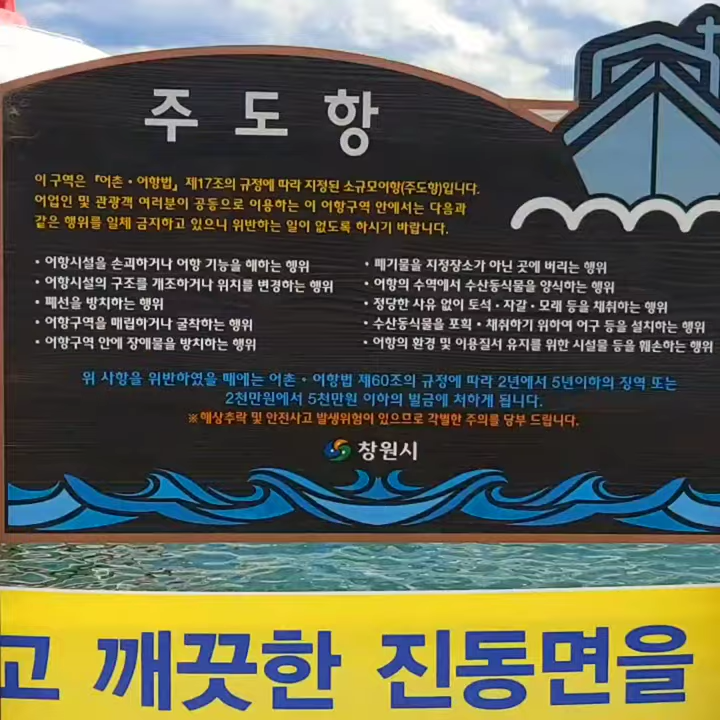 주도항
이 구역은 「어촌・어항법」 제17조의 규정에 따라 지정된 소규모어항(주도항)입니다.
어업인 및 관광객 여러분이 공동으로 이용하는 이 어항구역 안에서는 다음과
같은 행위를 일체 금지하고 있으니 위반하는 일이 없도록 하시기 바랍니다.
• 어항시설을 손괴하거나 어항 기능을 해하는 행위
• 어항시설의 구조를 개조하거나 위치를 변경하는 행위
• 폐선을 방치하는 행위
• 어항구역을 매립하거나 굴착하는 행위
• 어항구역 안에 장애물을 방치하는 행위
• 폐기물을 지정장소가 아닌 곳에 버리는 행위
• 어항의 수역에서 수산동식물을 양식하는 행위
• 정당한 사유 없이 토석・자갈・모래 등을 채취하는 행위
• 수산동식물을 포획・채취하기 위하여 어구 등을 설치하는 행위
• 어항의 환경 및 이용질서 유지를 위한 시설물 등을 훼손하는 행위
위 사항을 위반하였을 때에는 어촌・어항법 제60조의 규정에 따라 2년에서 5년이하의 징역 또는
2천만원에서 5천만원 이하의 벌금에 처하게 됩니다.
※ 해상추락 및 안전사고 발생위험이 있으므로 각별한 주의를 당부 드립니다.
창원시
고 깨끗한 진동면을